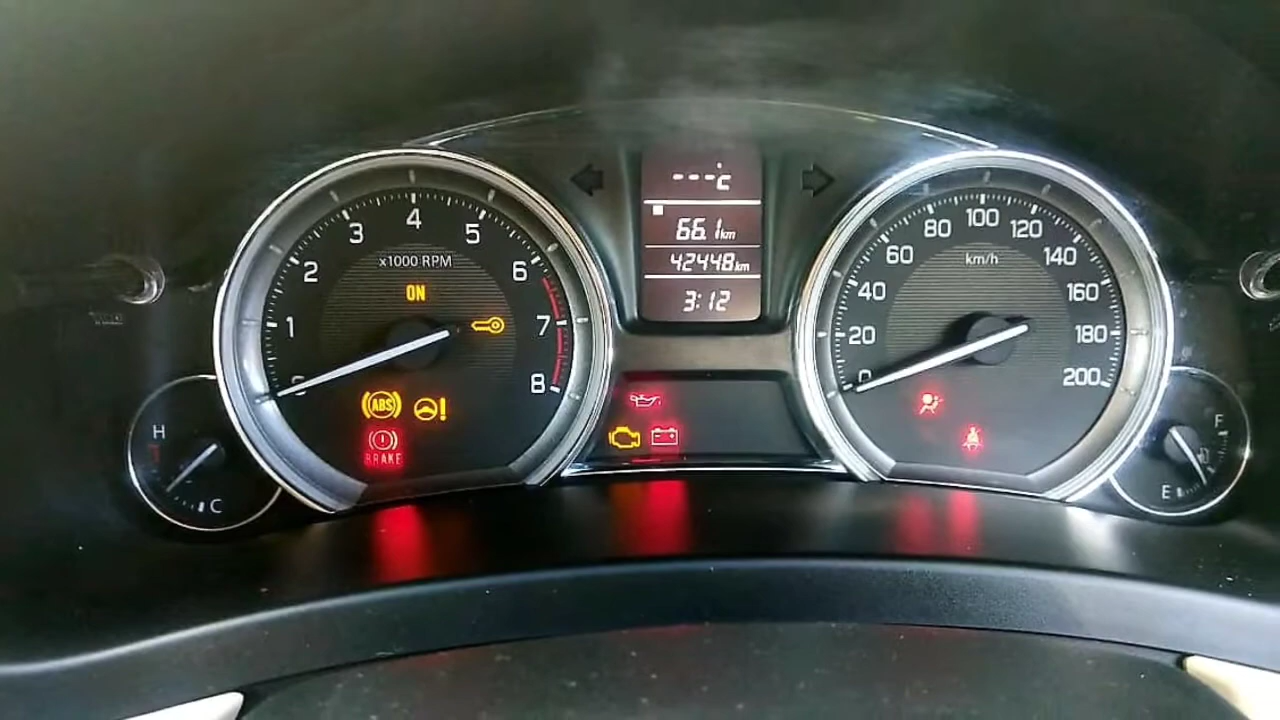 ---°c
66.1km
42448km
3:12
0 1 2 3 4 5 6 7 8
x1000 RPM
ON
ABS
BRAKE
H
C
0 20 40 60 80 100 120 140 160 180 200
km/h
F
E